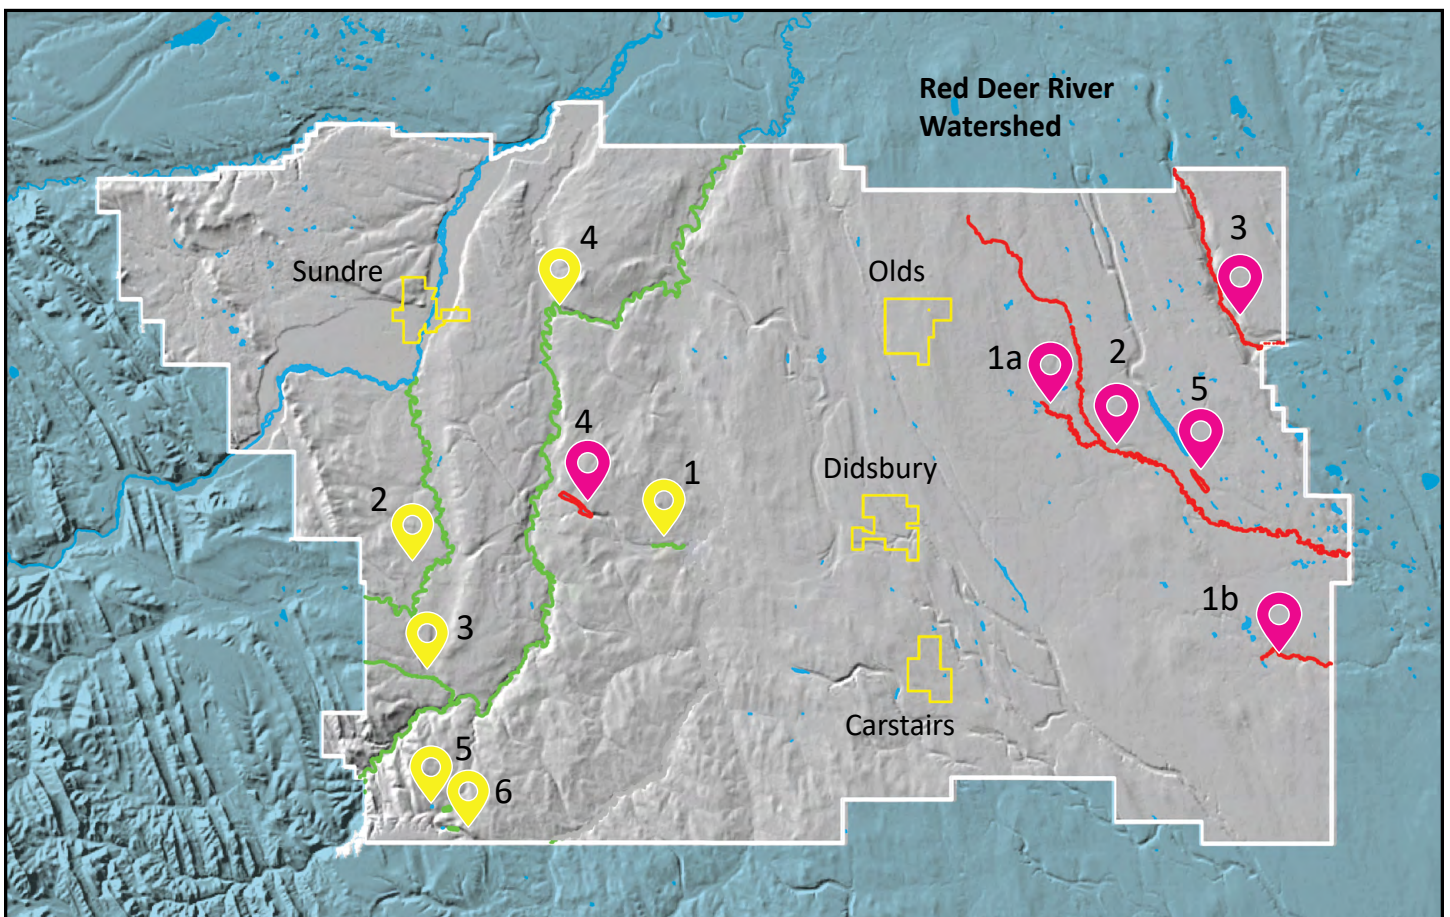 Red Deer River
Watershed
4
3
Sundre
Olds
1a
2
5
4
1
Didsbury
2
3
1b
Carstairs
5
6